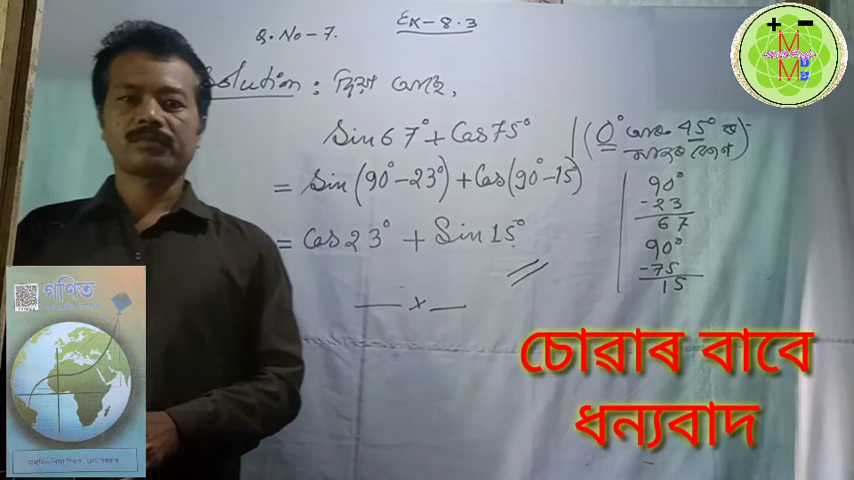 Q. No - 7.
Ex - 8.3
Solution : দিয়া আছে,
Sin 67° + Cos 75°
= Sin (90° - 23°) + Cos (90° - 15°)
= Cos 23° + Sin 15°
— x —
(0° আৰু 45° ৰ
মাজৰ কোণ)
90°
- 23
67
90°
- 75
15
গণিত
চোৱাৰ বাবে
ধন্যবাদ
+ -
M
M